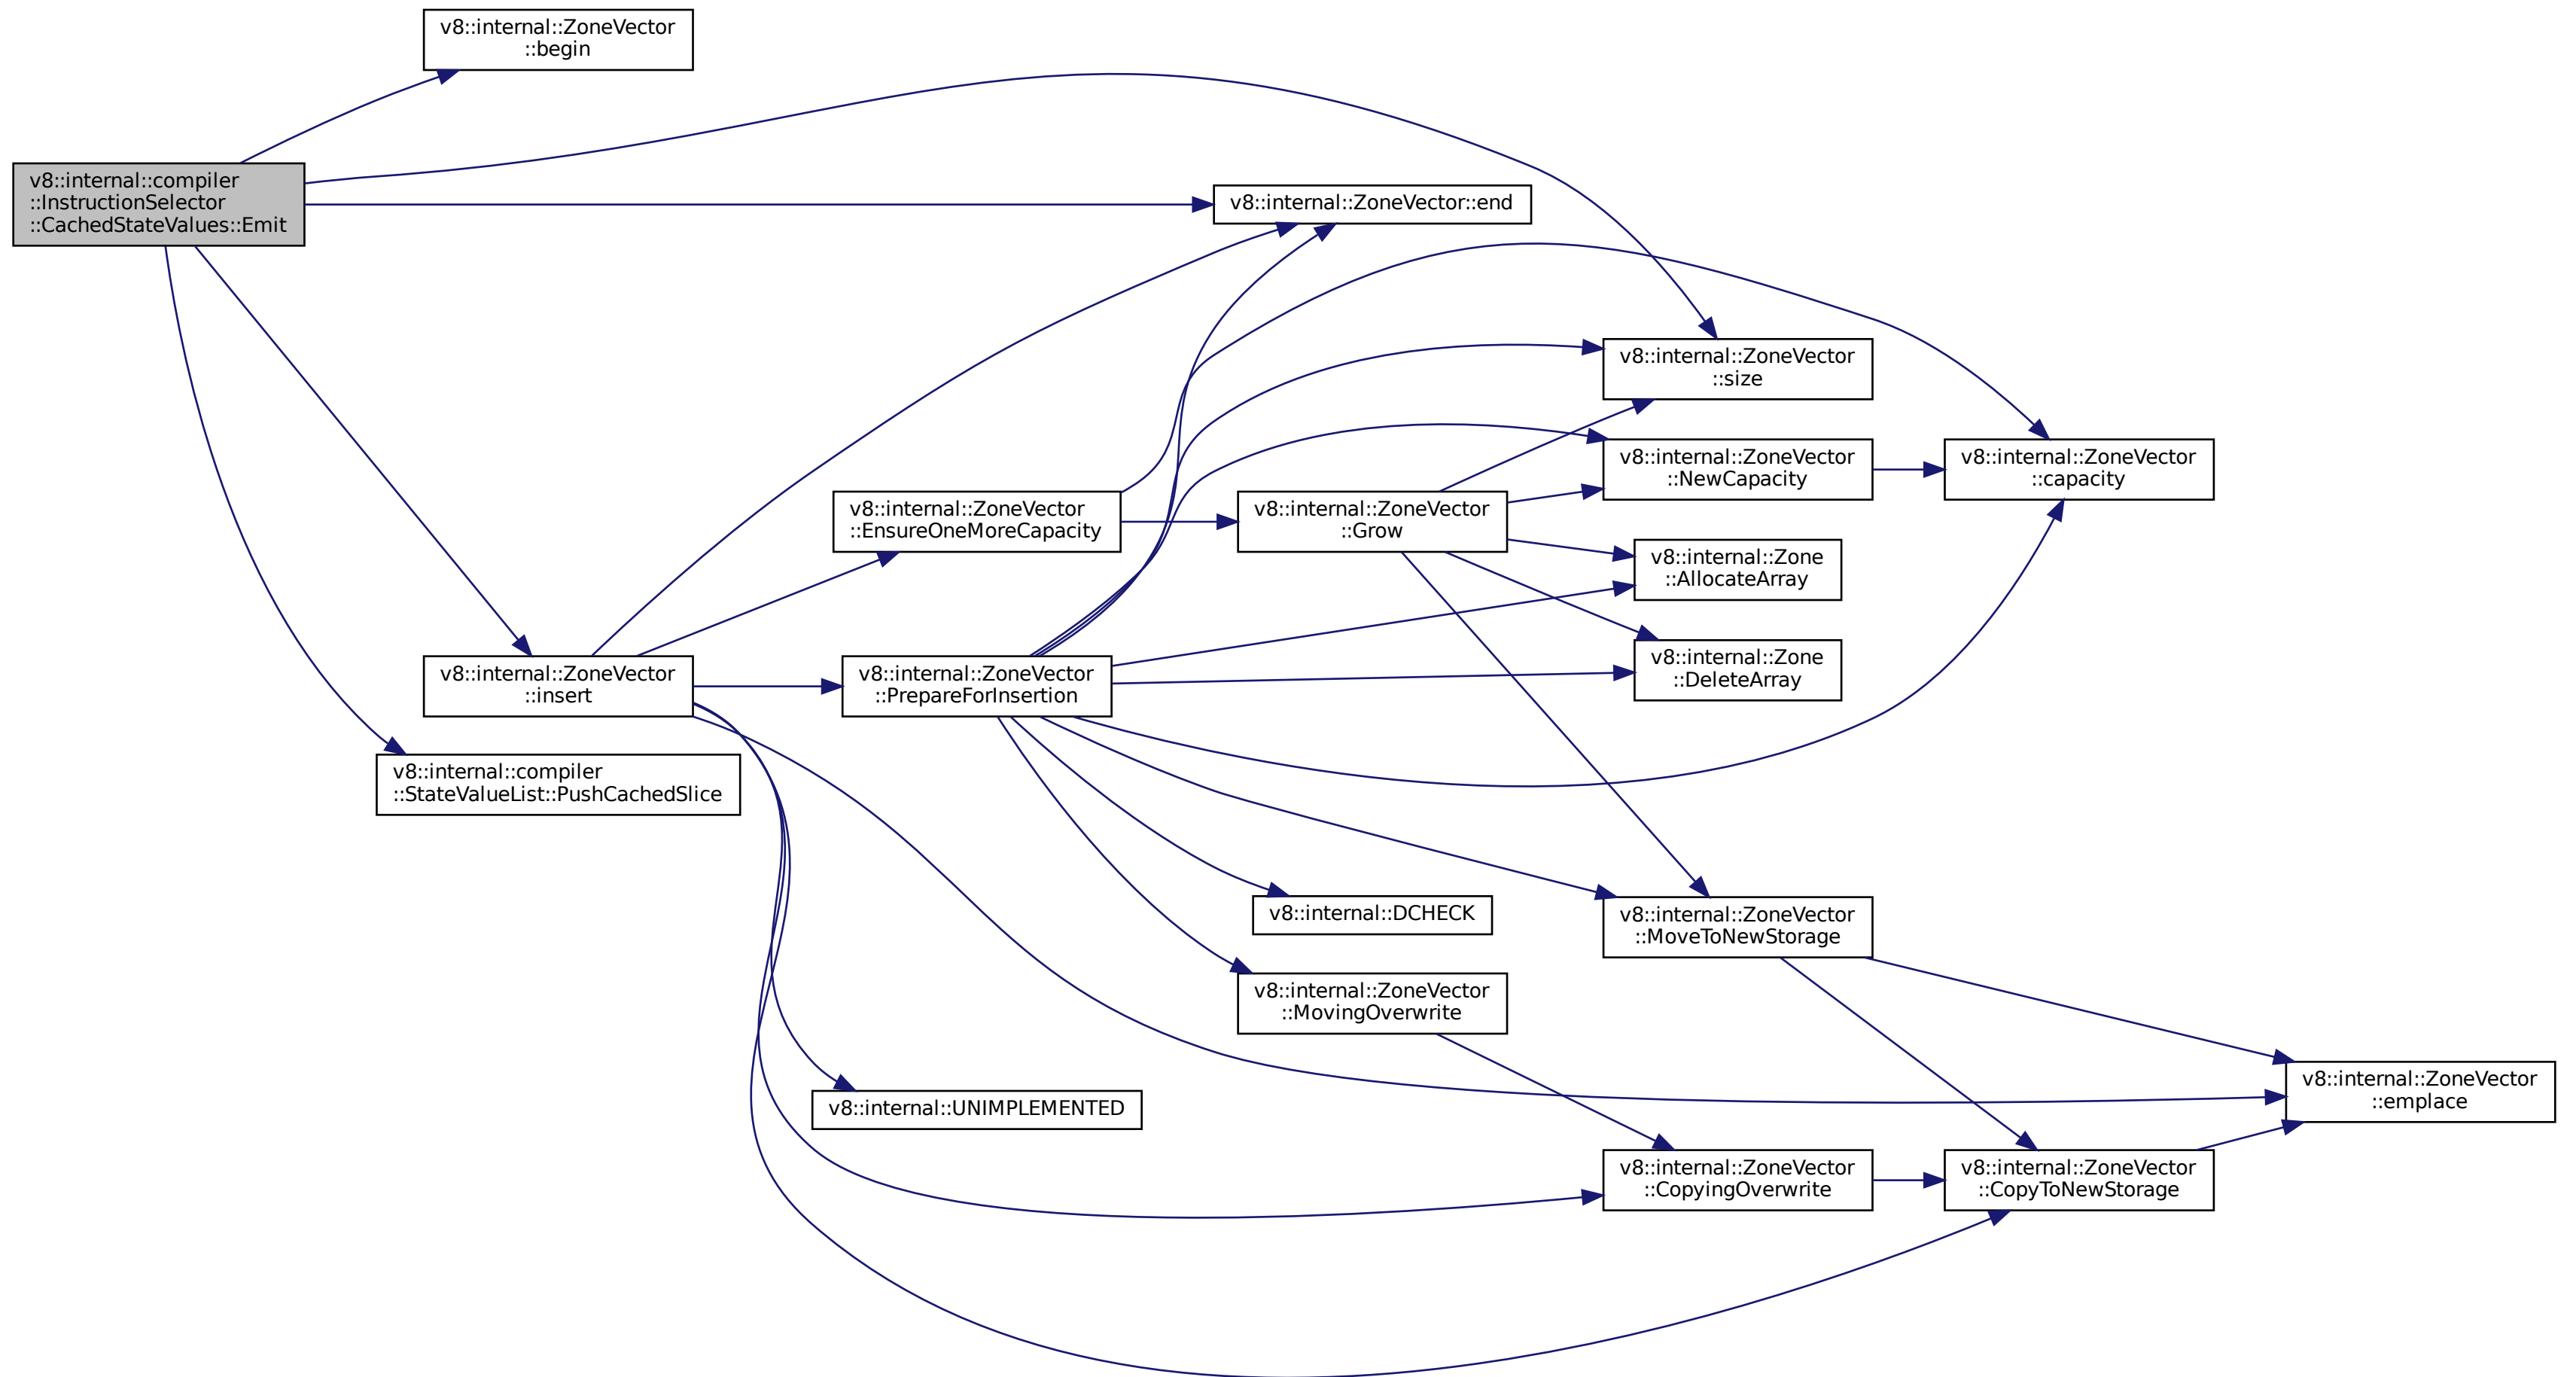 v8::internal::ZoneVector
::begin
v8::internal::compiler
::InstructionSelector
::CachedStateValues::Emit
v8::internal::ZoneVector::end
v8::internal::ZoneVector
::size
v8::internal::ZoneVector
::NewCapacity
v8::internal::ZoneVector
::capacity
v8::internal::ZoneVector
::EnsureOneMoreCapacity
v8::internal::ZoneVector
::Grow
v8::internal::Zone
::AllocateArray
v8::internal::ZoneVector
::insert
v8::internal::ZoneVector
::PrepareForInsertion
v8::internal::Zone
::DeleteArray
v8::internal::compiler
::StateValueList::PushCachedSlice
v8::internal::DCHECK
v8::internal::ZoneVector
::MoveToNewStorage
v8::internal::ZoneVector
::MovingOverwrite
v8::internal::UNIMPLEMENTED
v8::internal::ZoneVector
::emplace
v8::internal::ZoneVector
::CopyingOverwrite
v8::internal::ZoneVector
::CopyToNewStorage